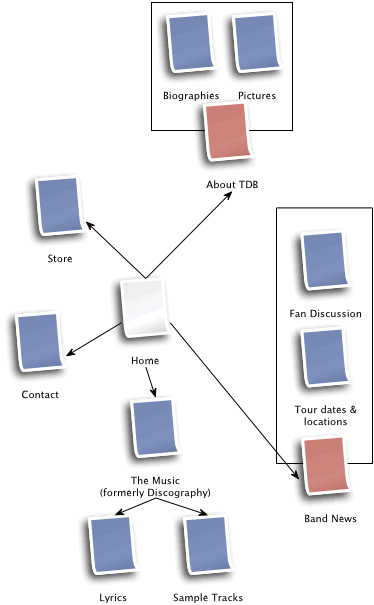 Biographies
Pictures
About TDB
Store
Fan Discussion
Home
Contact
Tour dates &
locations
The Music
(formerly Discography)
Band News
Lyrics
Sample Tracks